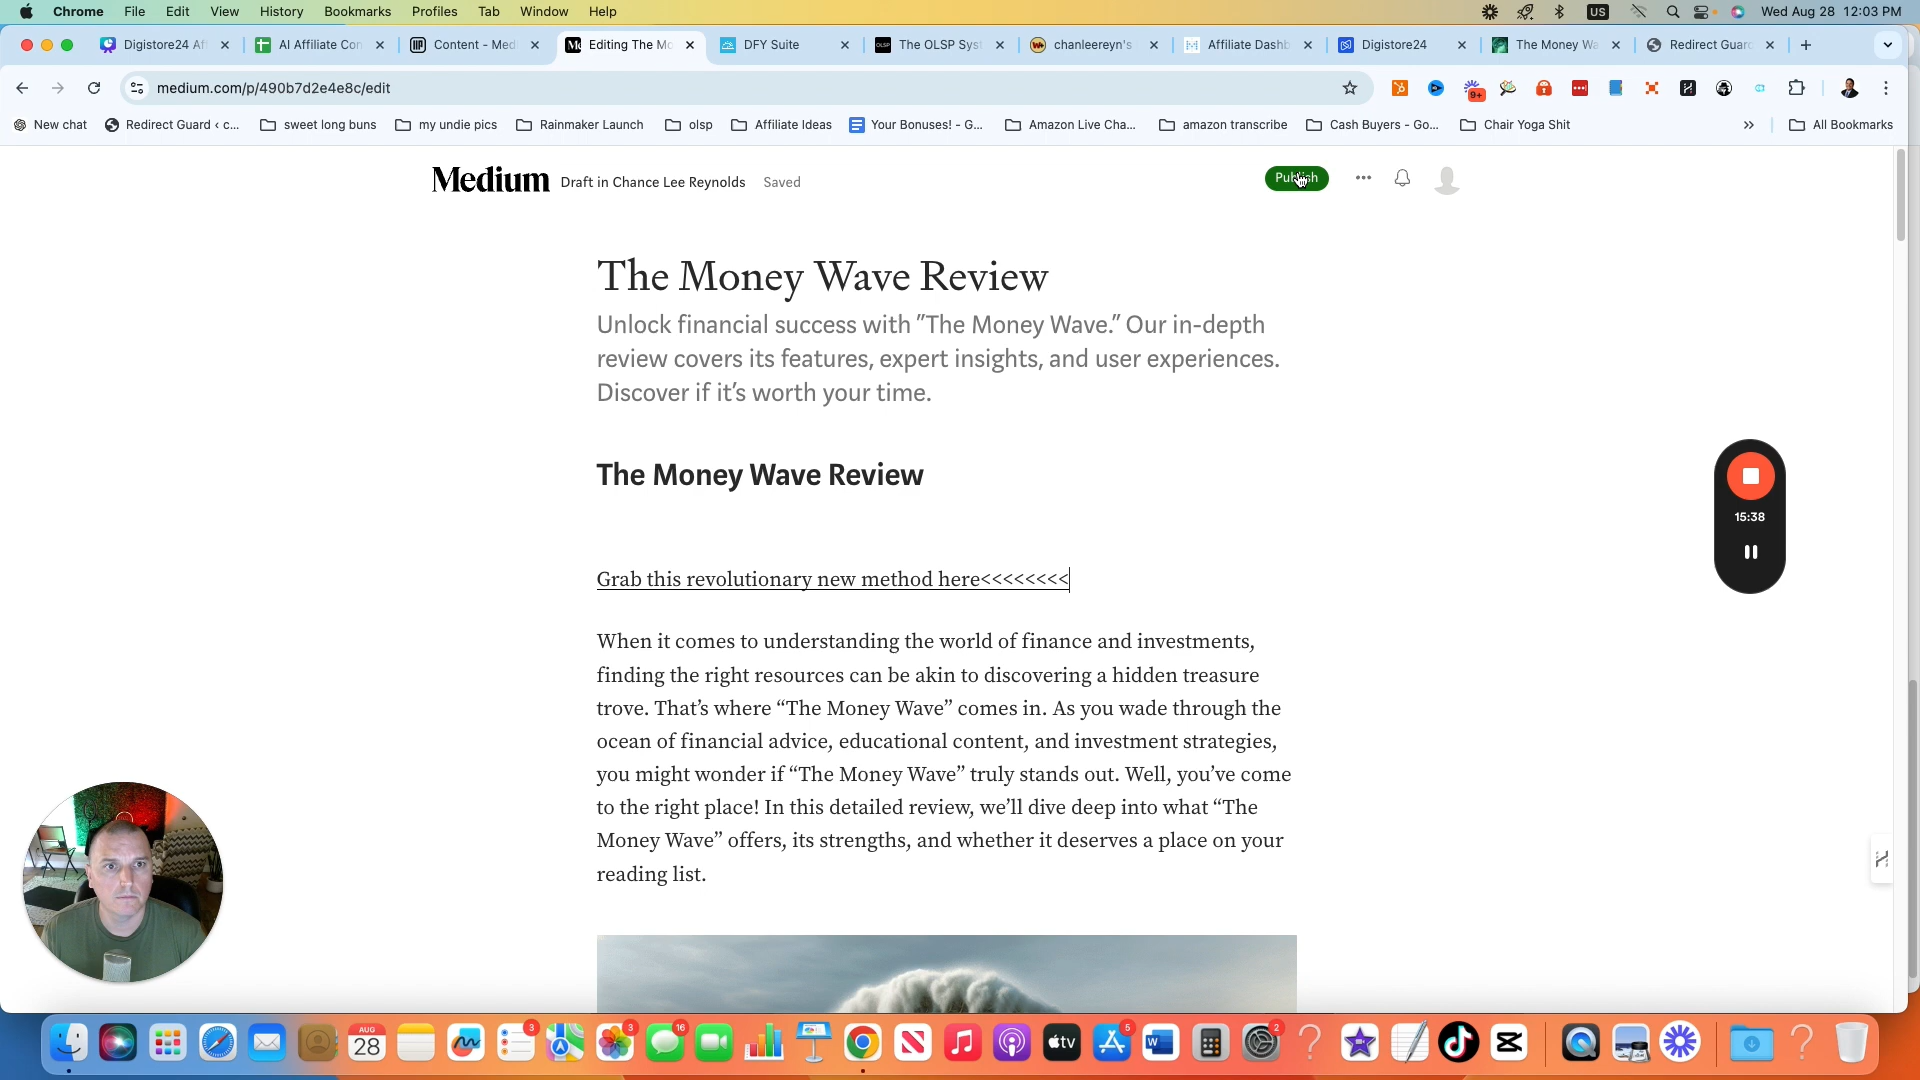 Chrome File Edit View History Bookmarks Profiles Tab Window Help US Wed Aug 28 12:03 PM
Digistore24 Af AI Affiliate Con Content - Med Editing The Mo DFY Suite The OLSP Syst chanleereyn's Affiliate Dashb Digistore24 The Money Wa Redirect Guard
medium.com/p/490b7d2e4e8c/edit 9+
New chat Redirect Guard ‹ c... sweet long buns my undie pics Rainmaker Launch olsp Affiliate Ideas Your Bonuses! - G... Amazon Live Cha... amazon transcribe Cash Buyers - Go... Chair Yoga Shit » All Bookmarks
Medium Draft in Chance Lee Reynolds Saved Publish
The Money Wave Review
Unlock financial success with ”The Money Wave.” Our in-depth
review covers its features, expert insights, and user experiences.
Discover if it’s worth your time.
The Money Wave Review
15:38
Grab this revolutionary new method here<<<<<<<<
When it comes to understanding the world of finance and investments,
finding the right resources can be akin to discovering a hidden treasure
trove. That’s where “The Money Wave” comes in. As you wade through the
ocean of financial advice, educational content, and investment strategies,
you might wonder if “The Money Wave” truly stands out. Well, you’ve come
to the right place! In this detailed review, we’ll dive deep into what “The
Money Wave” offers, its strengths, and whether it deserves a place on your
reading list.
AUG
28
3 3 16 tv 5 W 2